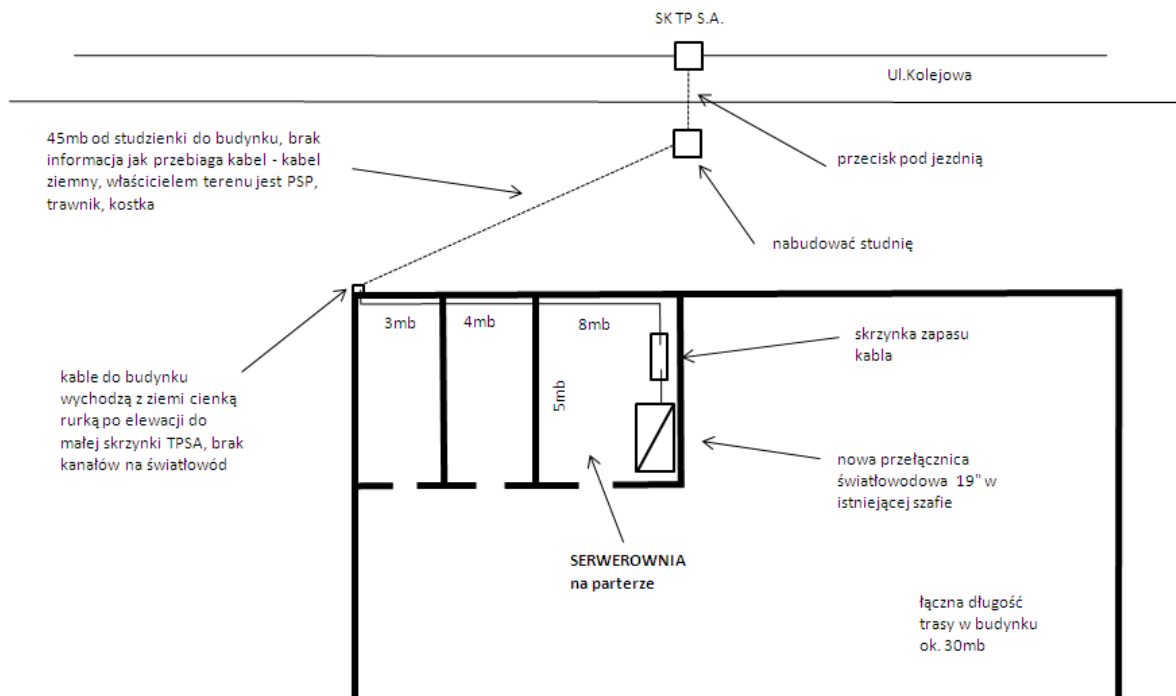 SK TP S.A.
Ul.Kolejowa
45mb od studzienki do budynku, brak
informacja jak przebiaga kabel - kabel
ziemny, właścicielem terenu jest PSP,
trawnik, kostka
przecisk pod jezdnią
nabudować studnię
3mb
4mb
8mb
5mb
skrzynka zapasu
kabla
kable do budynku
wychodzą z ziemi cienką
rurką po elewacji do
małej skrzynki TPSA, brak
kanałów na światłowód
nowa przełącznica
światłowodowa 19" w
istniejącej szafie
SERWEROWNIA
na parterze
łączna długość
trasy w budynku
ok. 30mb